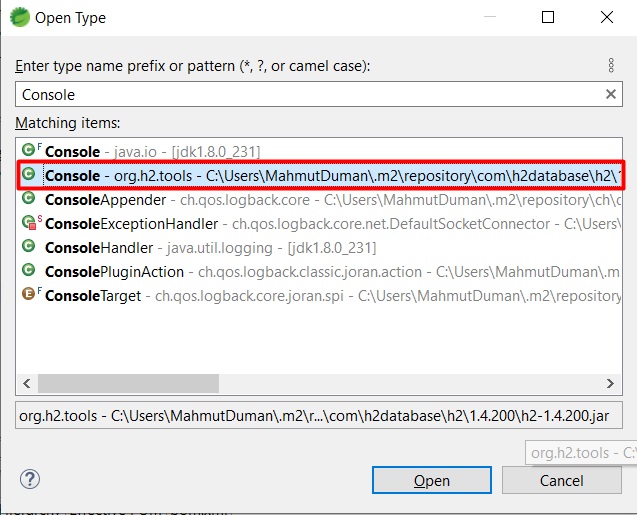 Open Type
Enter type name prefix or pattern (*, ?, or camel case):
Console
Matching items:
C F Console - java.io - [jdk1.8.0_231]
C Console - org.h2.tools - C:\Users\MahmutDuman\.m2\repository\com\h2database\h2\1
C ConsoleAppender - ch.qos.logback.core - C:\Users\MahmutDuman\.m2\repository\ch\
C S ConsoleExceptionHandler - ch.qos.logback.core.net.DefaultSocketConnector - C:\Users
C ConsoleHandler - java.util.logging - [jdk1.8.0_231]
C ConsolePluginAction - ch.qos.logback.classic.joran.action - C:\Users\MahmutDuman\.m
E F ConsoleTarget - ch.qos.logback.core.joran.spi - C:\Users\MahmutDuman\.m2\repository
org.h2.tools - C:\Users\MahmutDuman\.m2\r...\com\h2database\h2\1.4.200\h2-1.4.200.jar
org.h2.tools - C:\
? Open Cancel